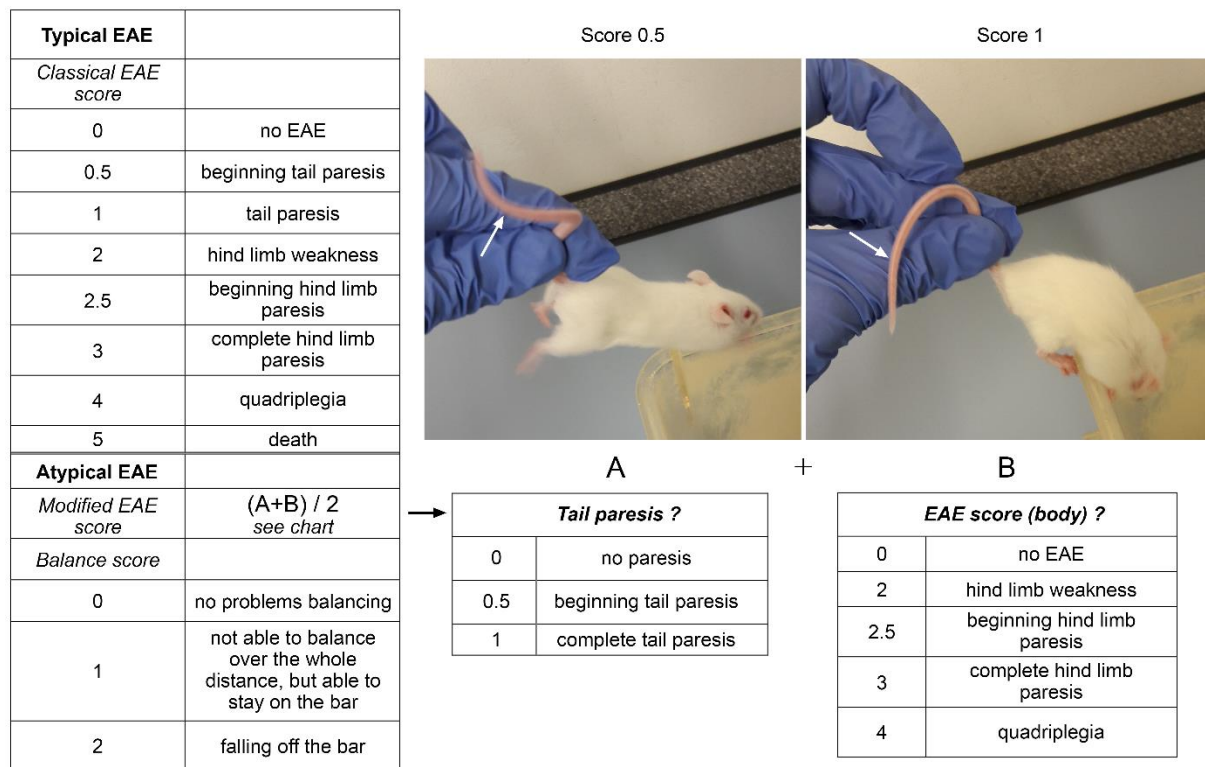 Typical EAE
Classical EAE
score
0 no EAE
0.5 beginning tail paresis
1 tail paresis
2 hind limb weakness
2.5 beginning hind limb
paresis
3 complete hind limb
paresis
4 quadriplegia
5 death
Atypical EAE
Modified EAE
score
(A+B) / 2
see chart
Balance score
0 no problems balancing
1 not able to balance
over the whole
distance, but able to
stay on the bar
2 falling off the bar
Score 0.5
Score 1
A + B
Tail paresis ?
0 no paresis
0.5 beginning tail paresis
1 complete tail paresis
EAE score (body) ?
0 no EAE
2 hind limb weakness
2.5 beginning hind limb
paresis
3 complete hind limb
paresis
4 quadriplegia